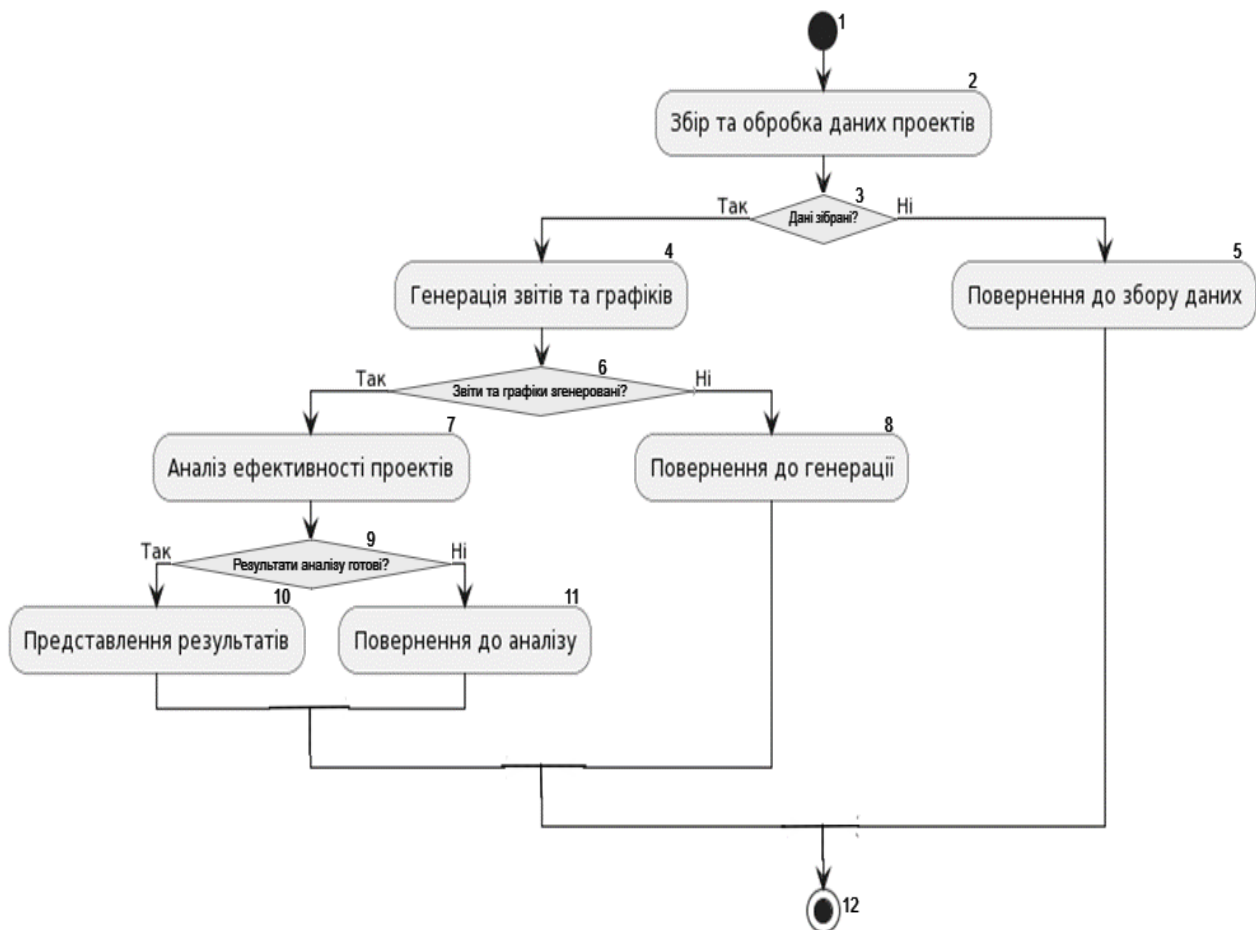 1
2
Збір та обробка даних проектів
3
Так
Дані зібрані?
Ні
4
Генерація звітів та графіків
5
Повернення до збору даних
6
Так
Звіти та графіки згенеровані?
Ні
7
Аналіз ефективності проектів
8
Повернення до генерації
9
Так
Результати аналізу готові?
Ні
10
Представлення результатів
11
Повернення до аналізу
12